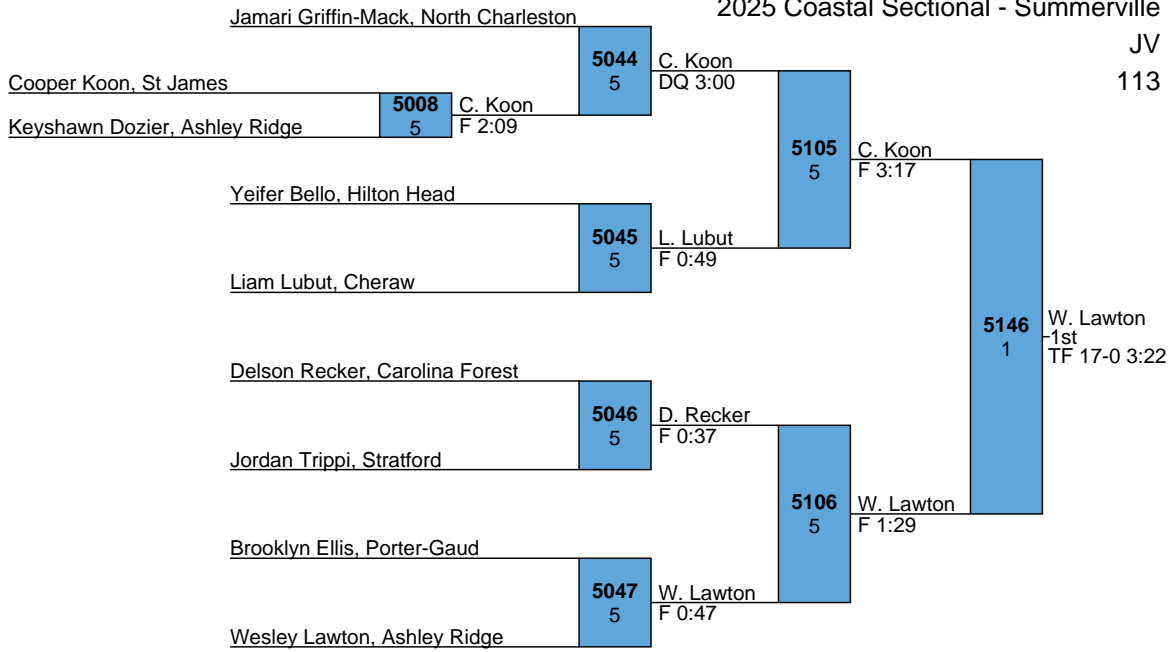 2025 Coastal Sectional - Summerville
JV
113
Jamari Griffin-Mack, North Charleston
5044
5
C. Koon
DQ 3:00
Cooper Koon, St James
5008
5
C. Koon
F 2:09
Keyshawn Dozier, Ashley Ridge
5105
5
C. Koon
F 3:17
Yeifer Bello, Hilton Head
5045
5
L. Lubut
F 0:49
Liam Lubut, Cheraw
5146
1
W. Lawton
1st
TF 17-0 3:22
Delson Recker, Carolina Forest
5046
5
D. Recker
F 0:37
Jordan Trippi, Stratford
5106
5
W. Lawton
F 1:29
Brooklyn Ellis, Porter-Gaud
5047
5
W. Lawton
F 0:47
Wesley Lawton, Ashley Ridge